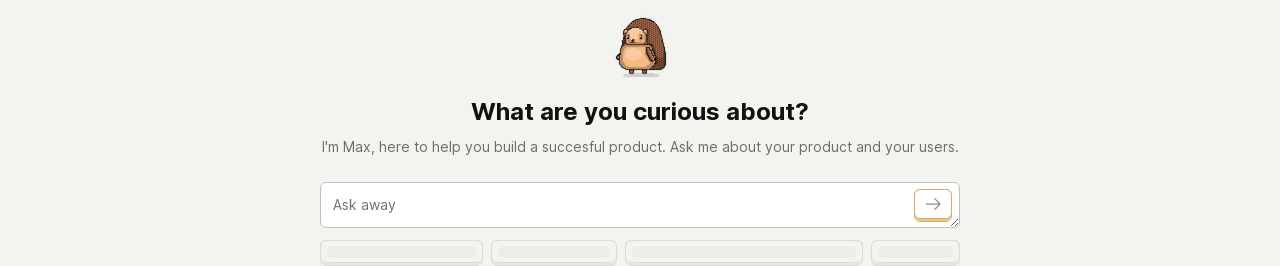 What are you curious about?
I'm Max, here to help you build a succesful product. Ask me about your product and your users.
Ask away